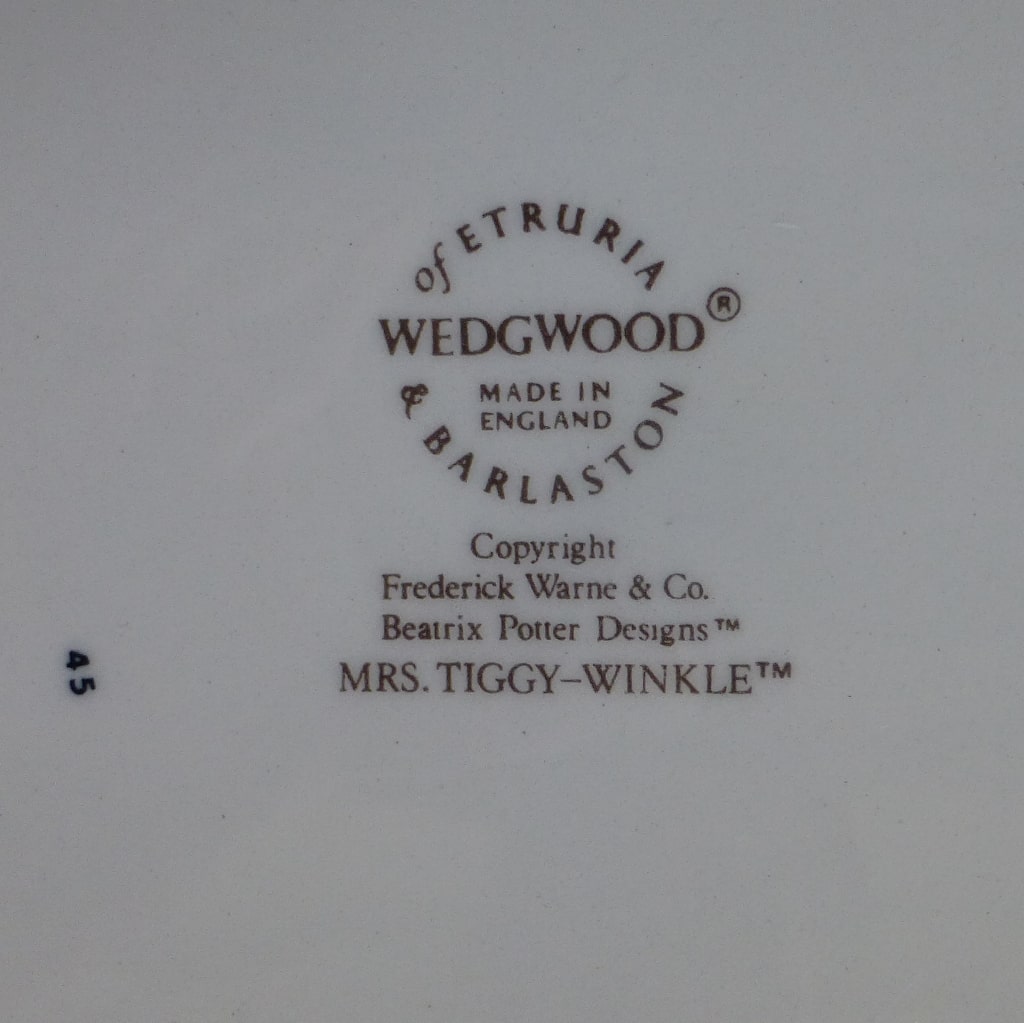 of ETRURIA
WEDGWOOD®
MADE IN
ENGLAND
& BARLASTON
Copyright
Frederick Warne & Co.
Beatrix Potter Designs™
MRS. TIGGY–WINKLE™
45